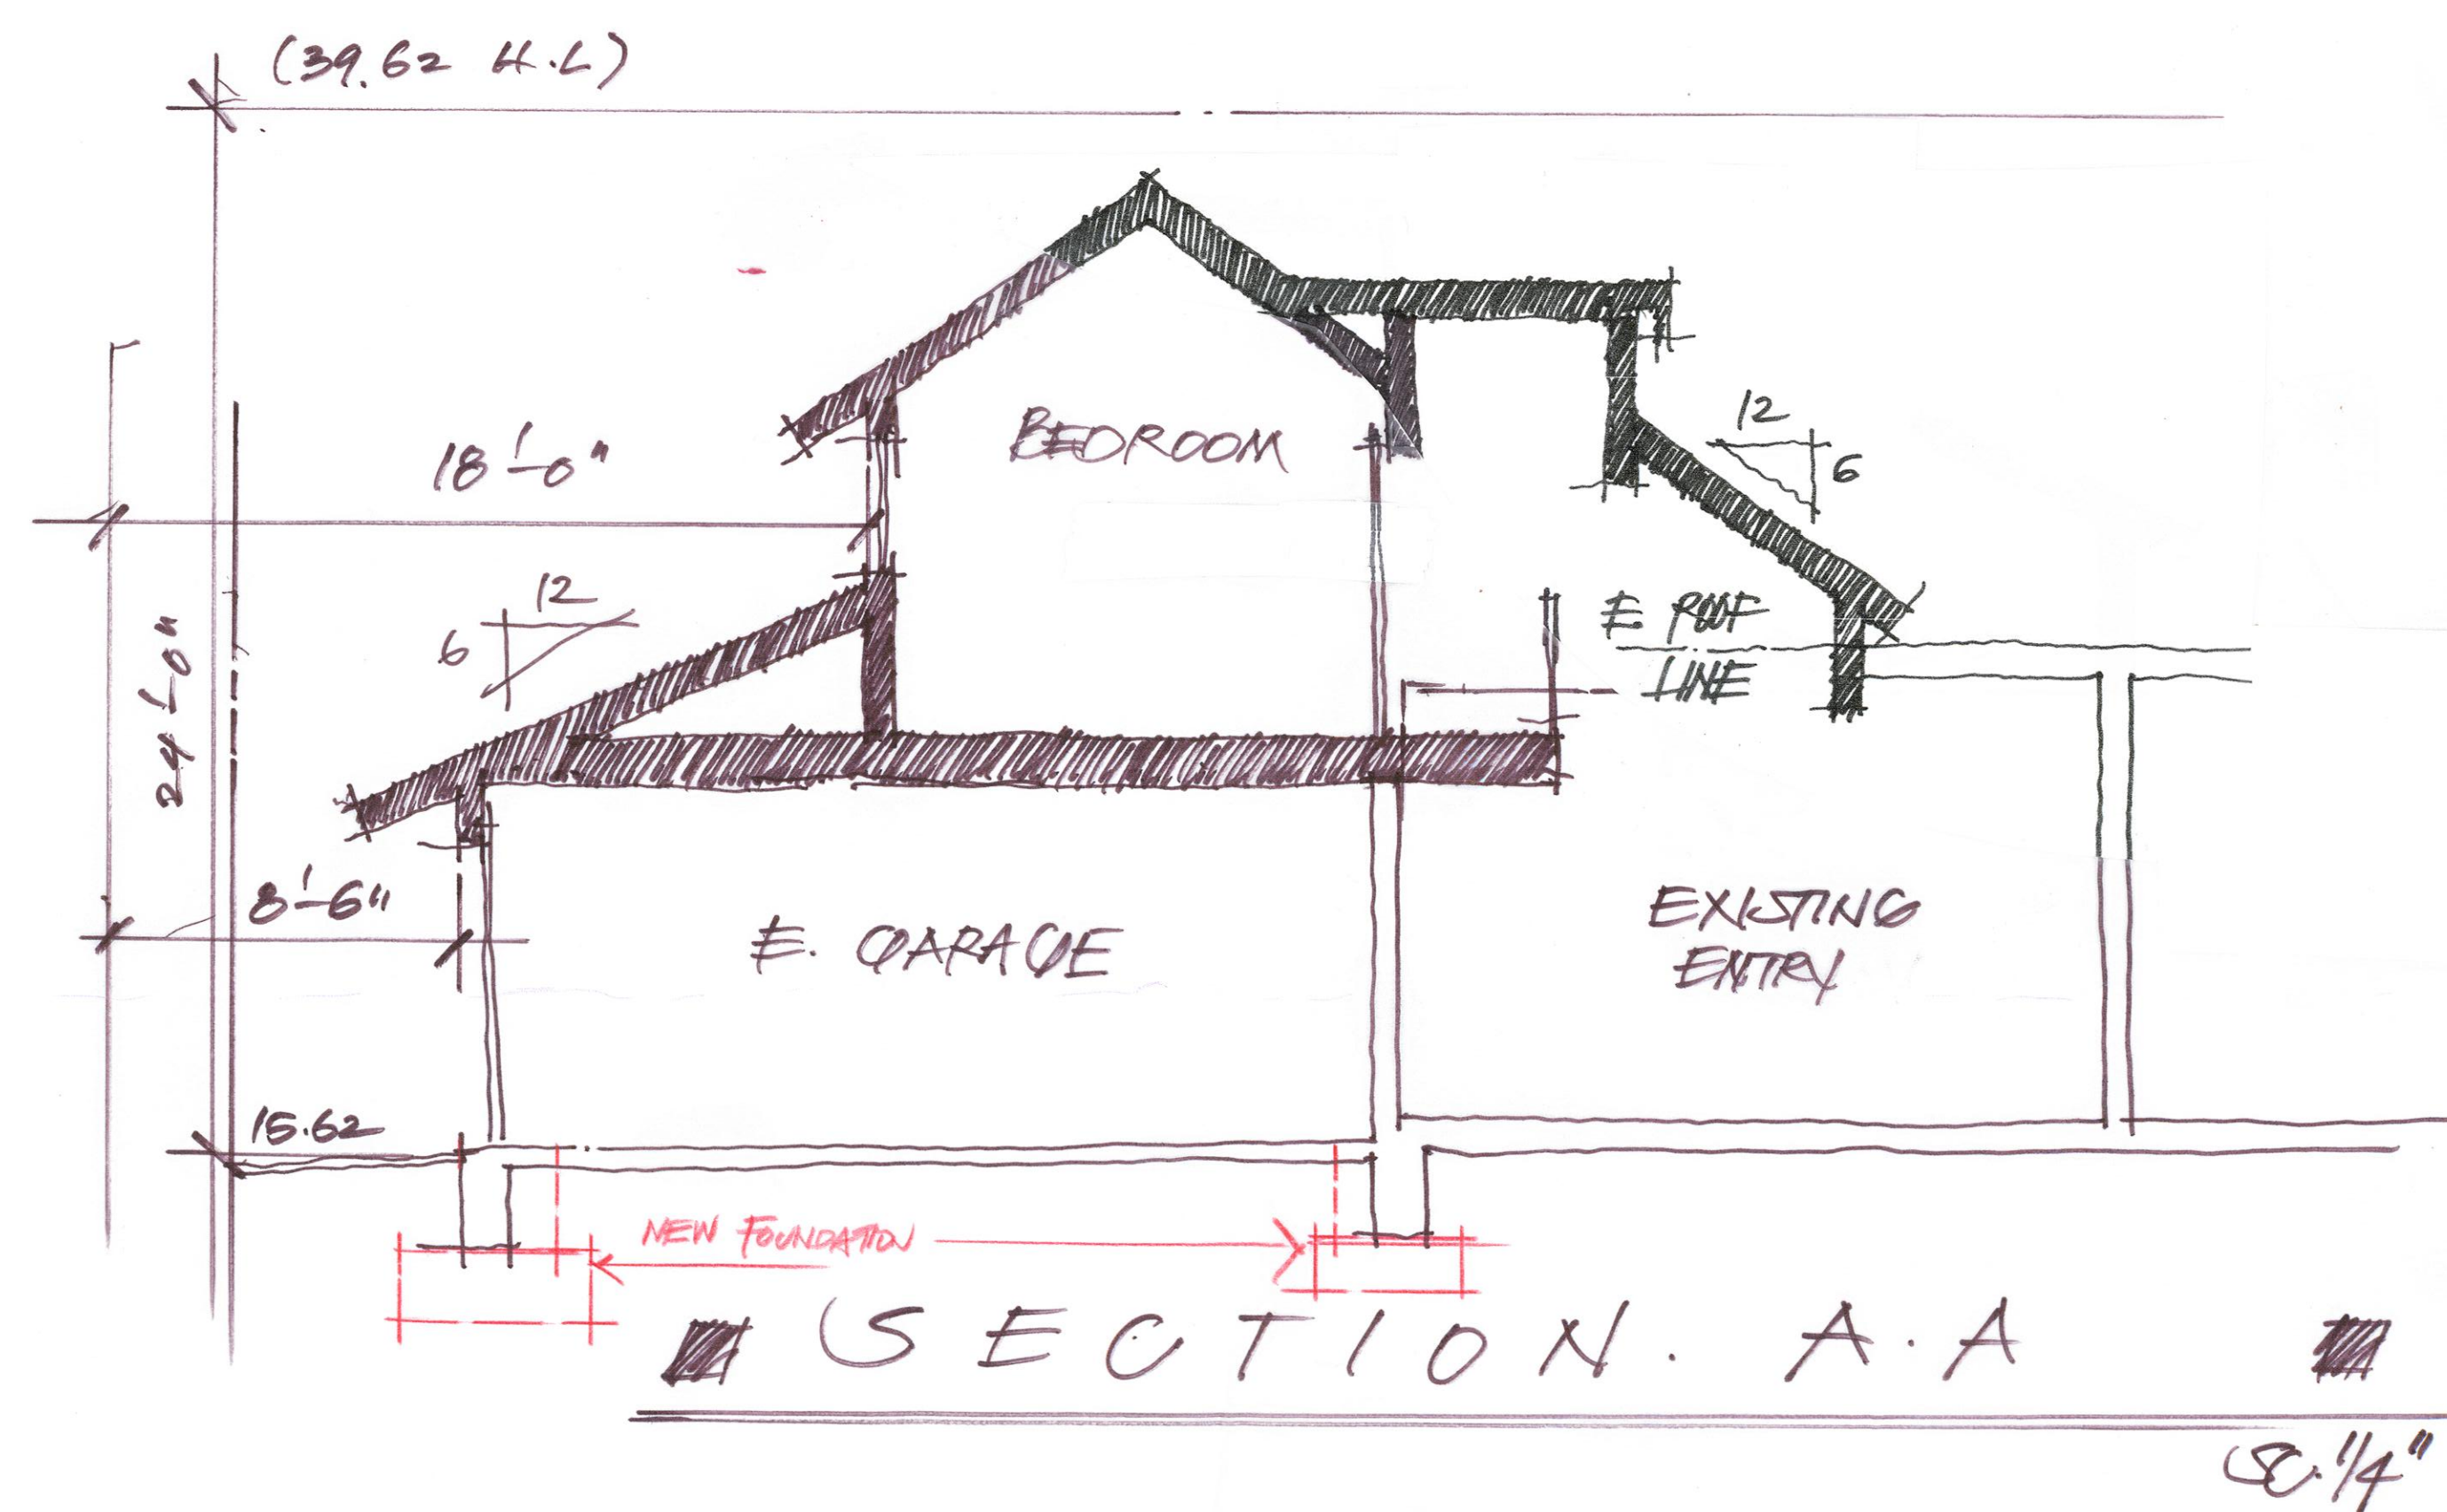 (39.62 H.L)
18'-0"
BEDROOM
12
6
12
6
24'-0"
E. ROOF
LINE
8'-6"
E. GARAGE
EXISTING
ENTRY
15.62
NEW FOUNDATION
SECTION. A.A
SC. 1/4"